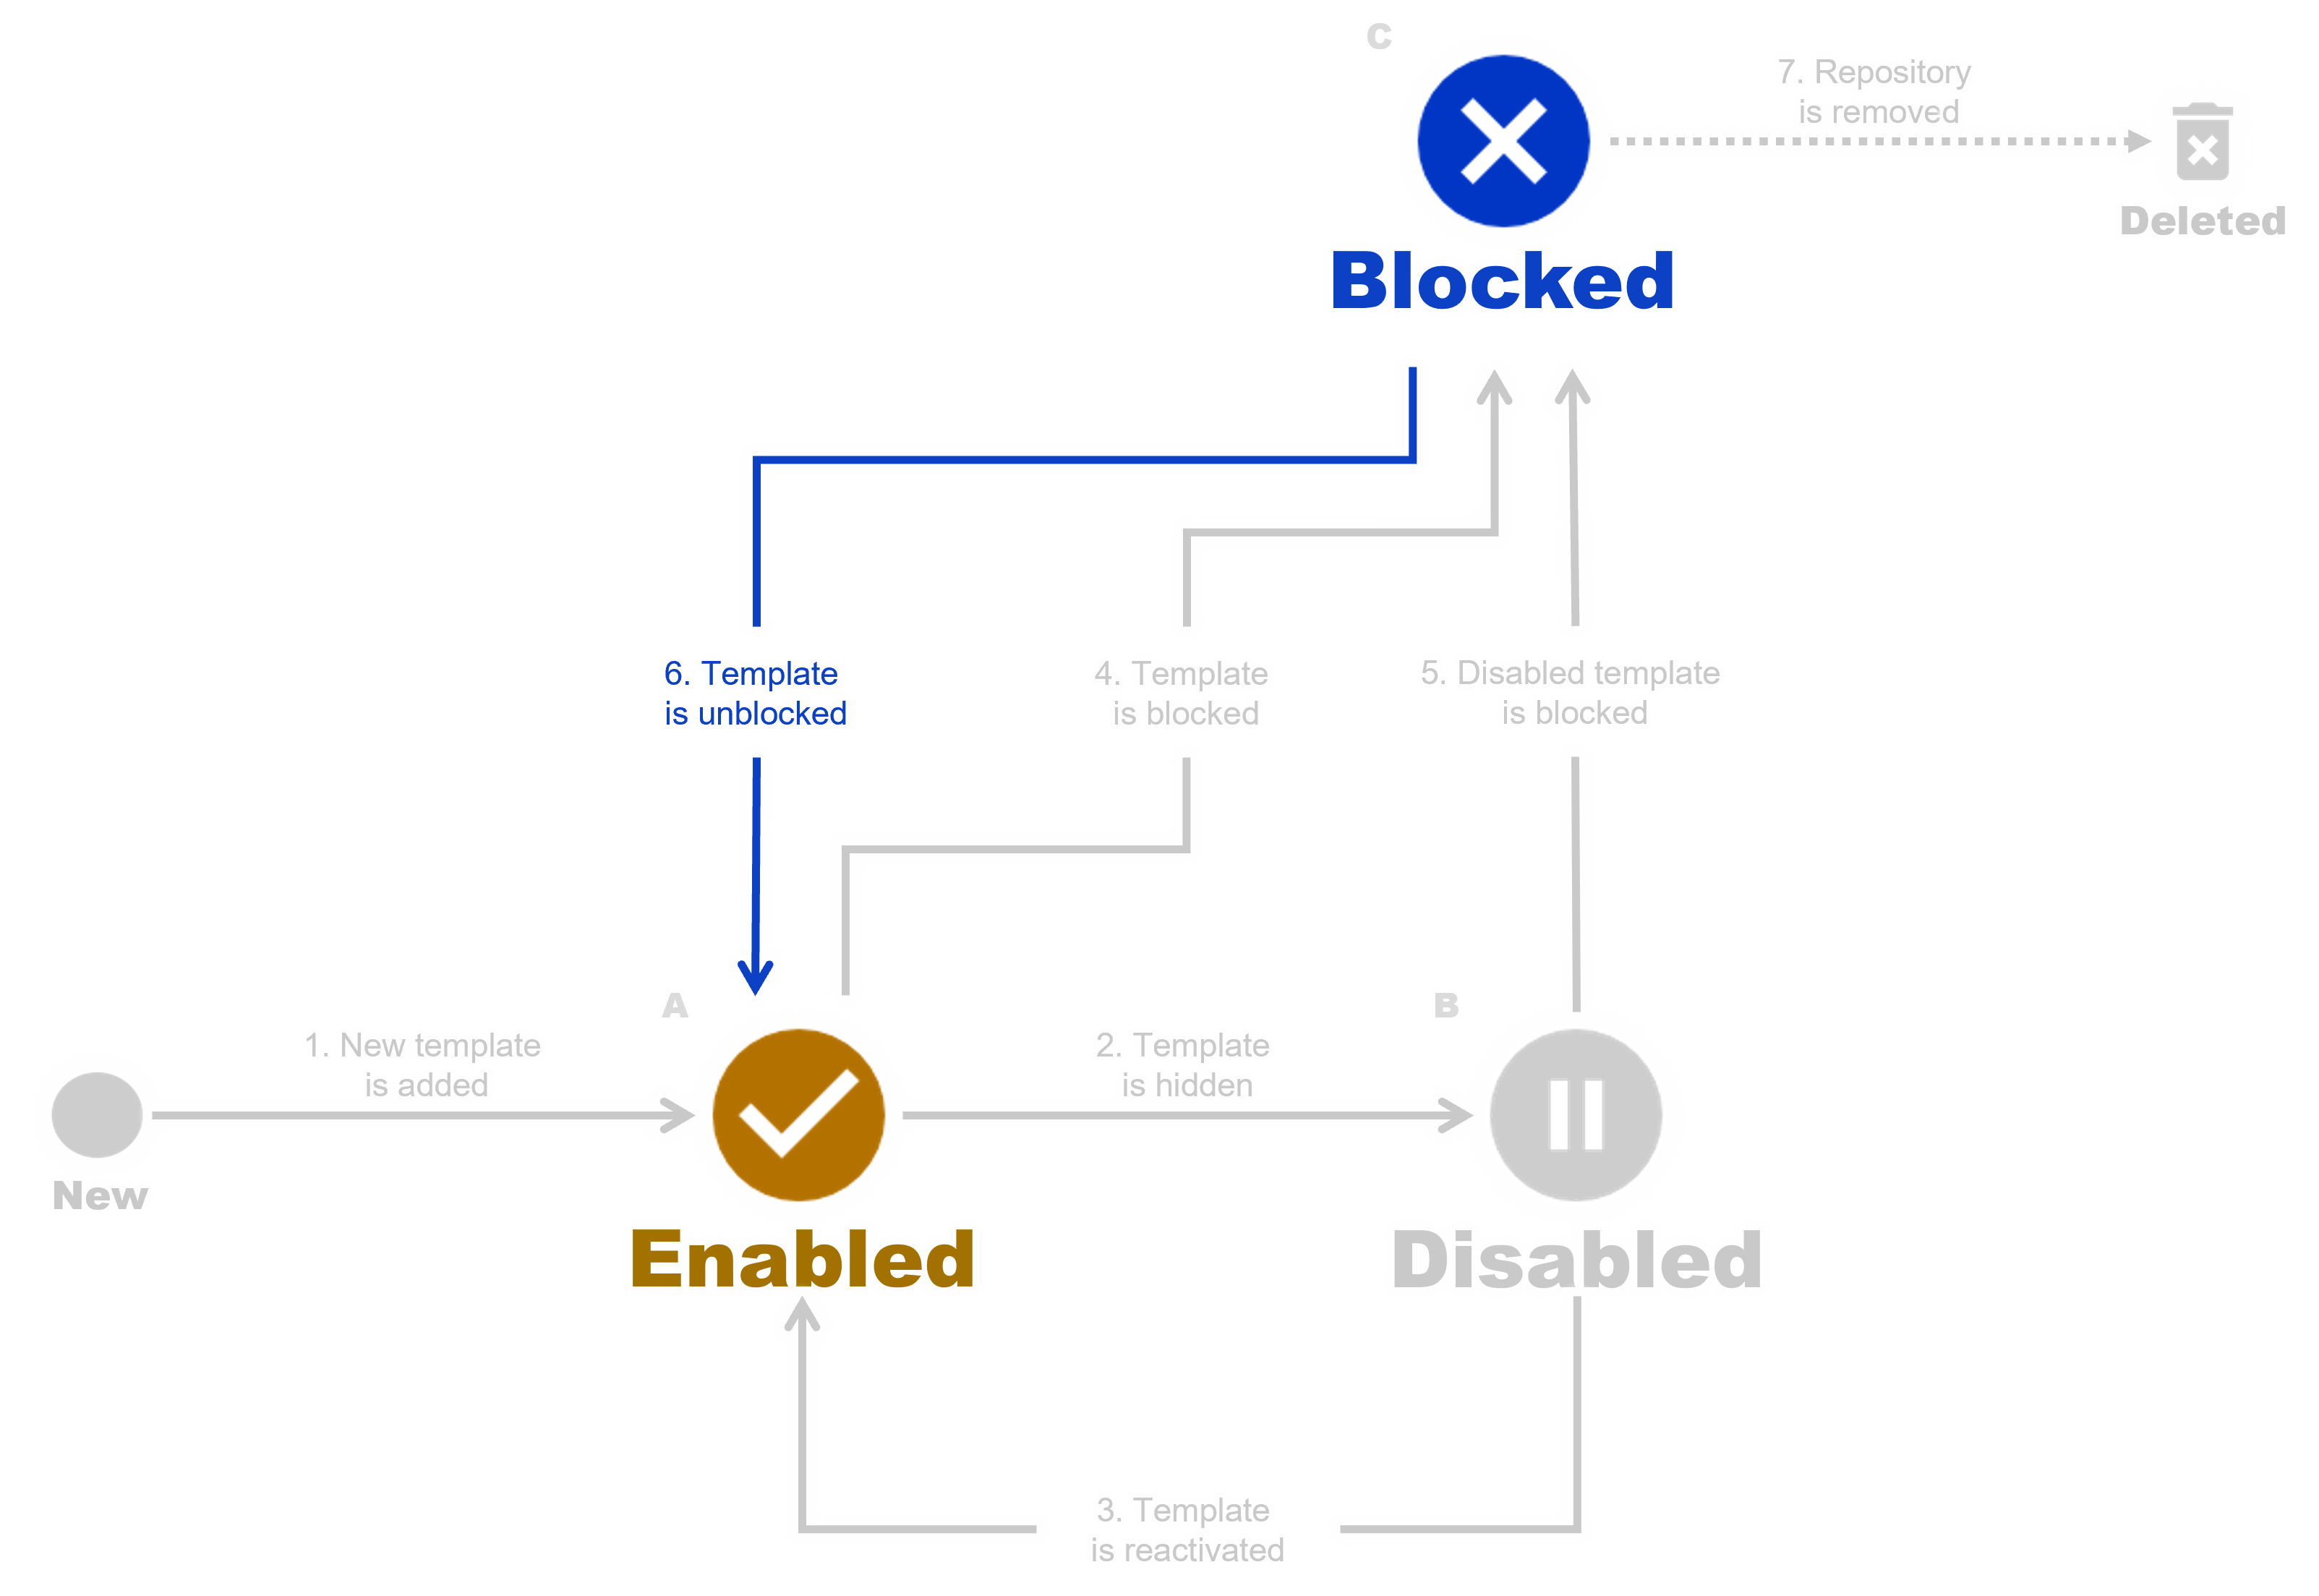 C
7. Repository
is removed
Deleted
Blocked
6. Template
is unblocked
4. Template
is blocked
5. Disabled template
is blocked
A
B
1. New template
is added
2. Template
is hidden
New
Enabled
Disabled
3. Template
is reactivated